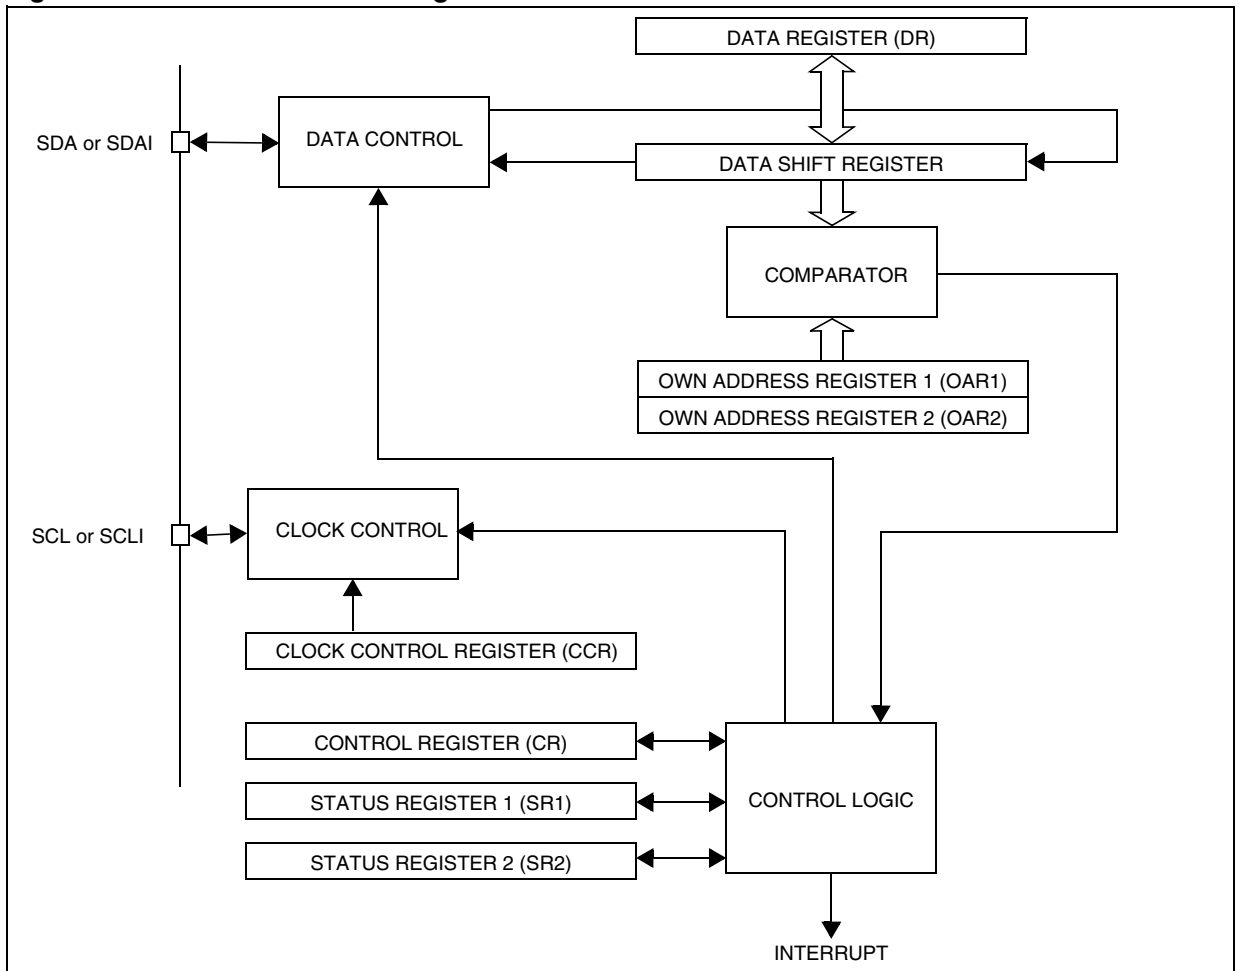 DATA REGISTER (DR)
SDA or SDAI
DATA CONTROL
DATA SHIFT REGISTER
COMPARATOR
OWN ADDRESS REGISTER 1 (OAR1)
OWN ADDRESS REGISTER 2 (OAR2)
SCL or SCLI
CLOCK CONTROL
CLOCK CONTROL REGISTER (CCR)
CONTROL REGISTER (CR)
STATUS REGISTER 1 (SR1)
CONTROL LOGIC
STATUS REGISTER 2 (SR2)
INTERRUPT